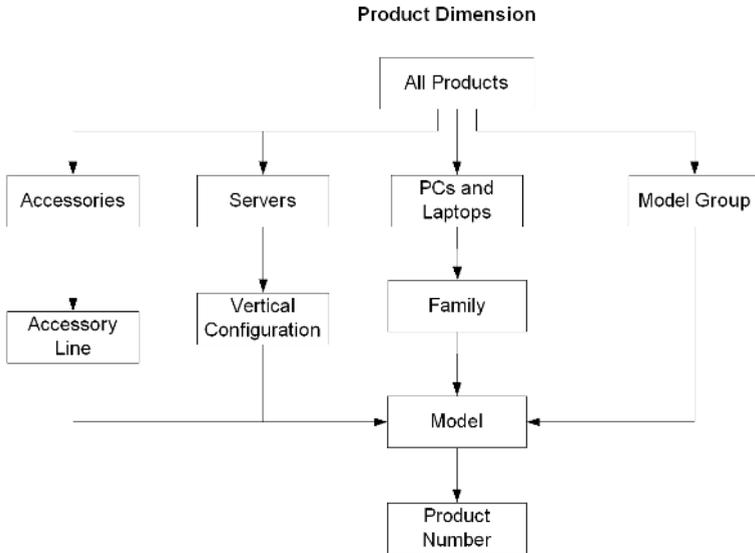 Product Dimension
All Products
Accessories
Servers
PCs and
Laptops
Model Group
Accessory
Line
Vertical
Configuration
Family
Model
Product
Number